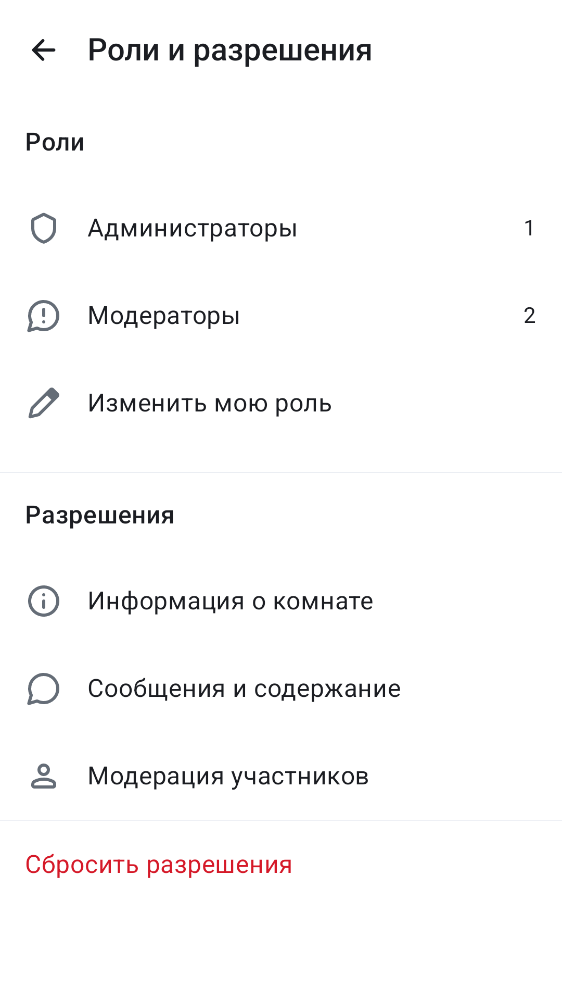 Роли и разрешения
Роли
Администраторы 1
Модераторы 2
Изменить мою роль
Разрешения
Информация о комнате
Сообщения и содержание
Модерация участников
Сбросить разрешения